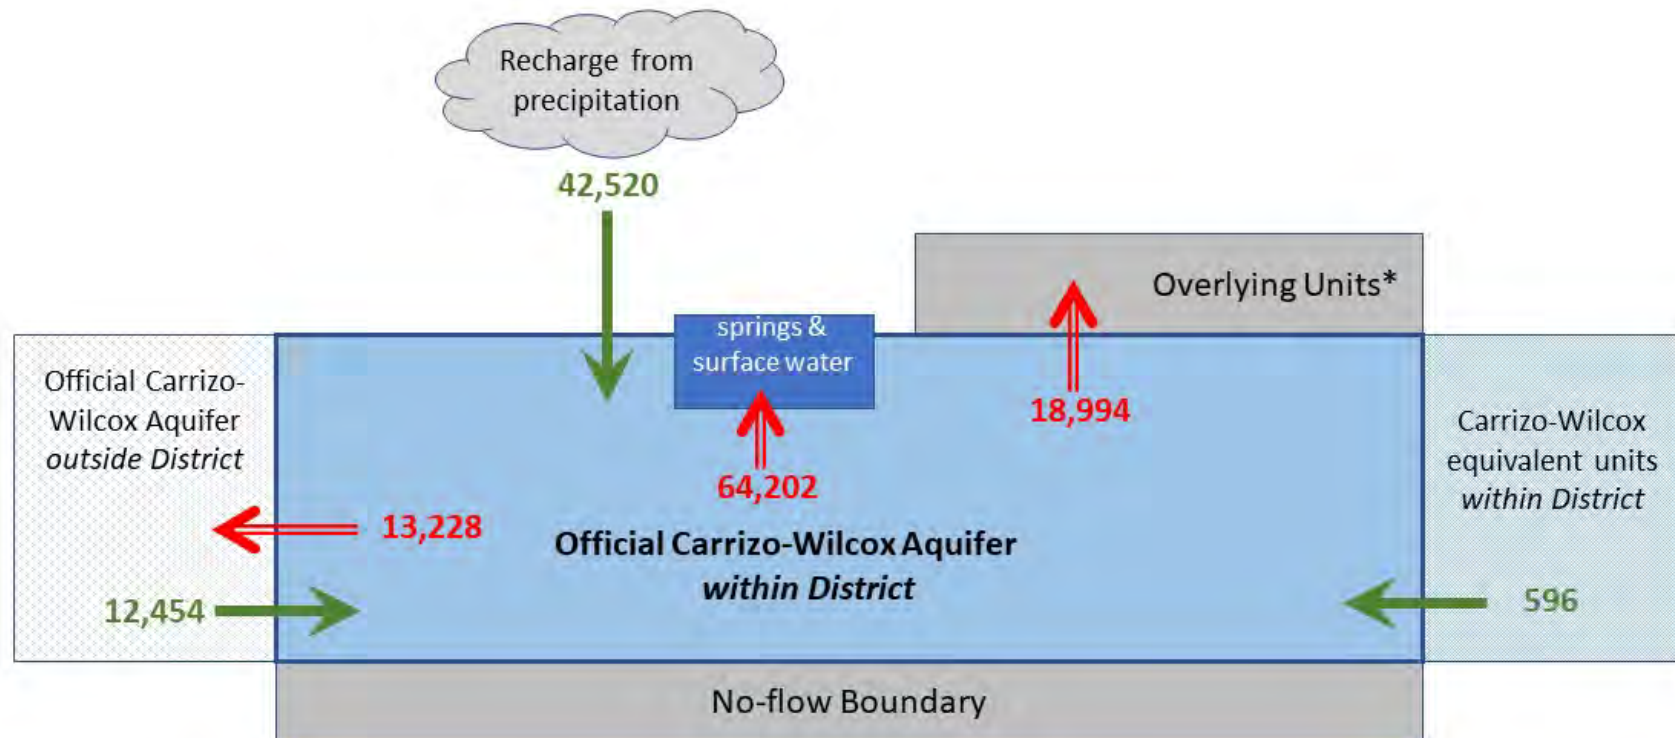 Recharge from
precipitation
42,520
Overlying Units*
springs &
surface water
18,994
64,202
Official Carrizo-
Wilcox Aquifer
outside District
13,228
12,454
Official Carrizo-Wilcox Aquifer
within District
Carrizo-Wilcox
equivalent units
within District
596
No-flow Boundary